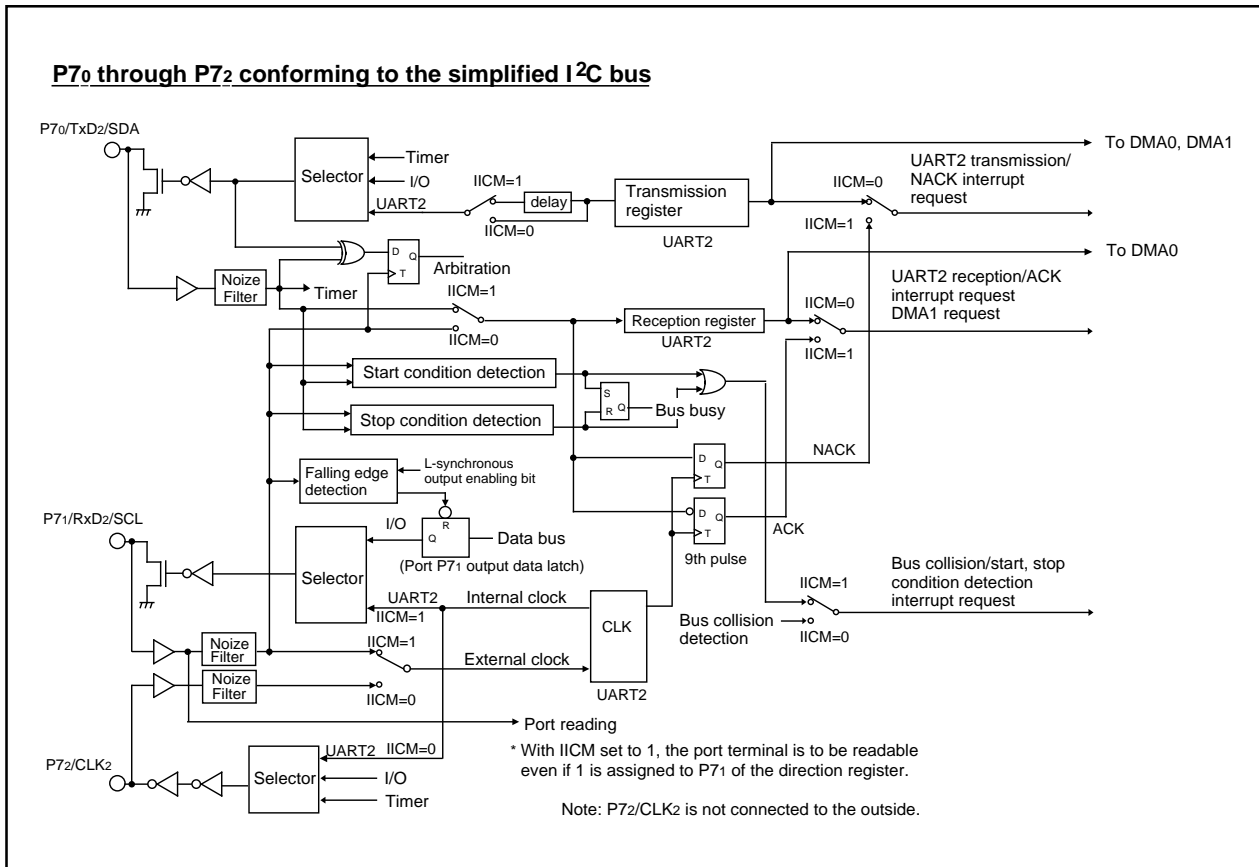 P70 through P72 conforming to the simplified I2C bus
P70/TxD2/SDA
Selector
Timer
I/O
UART2
IICM=1
delay
IICM=0
Transmission
register
UART2
To DMA0, DMA1
IICM=0
UART2 transmission/
NACK interrupt
request
IICM=1
D
Q
T
Arbitration
Noize
Filter
Timer
To DMA0
IICM=1
IICM=0
Reception register
UART2
IICM=0
IICM=1
UART2 reception/ACK
interrupt request
DMA1 request
Start condition detection
Stop condition detection
S
R
Q
Bus busy
NACK
D
Q
T
Falling edge
detection
L-synchronous
output enabling bit
D
Q
T
ACK
9th pulse
P71/RxD2/SCL
I/O
R
Q
Data bus
(Port P71 output data latch)
Selector
UART2
IICM=1
Internal clock
CLK
UART2
Bus collision/start, stop
condition detection
interrupt request
IICM=1
Bus collision
detection
IICM=0
Noize
Filter
IICM=1
External clock
Noize
Filter
IICM=0
Port reading
* With IICM set to 1, the port terminal is to be readable
even if 1 is assigned to P71 of the direction register.
P72/CLK2
Selector
UART2
IICM=0
I/O
Timer
Note: P72/CLK2 is not connected to the outside.